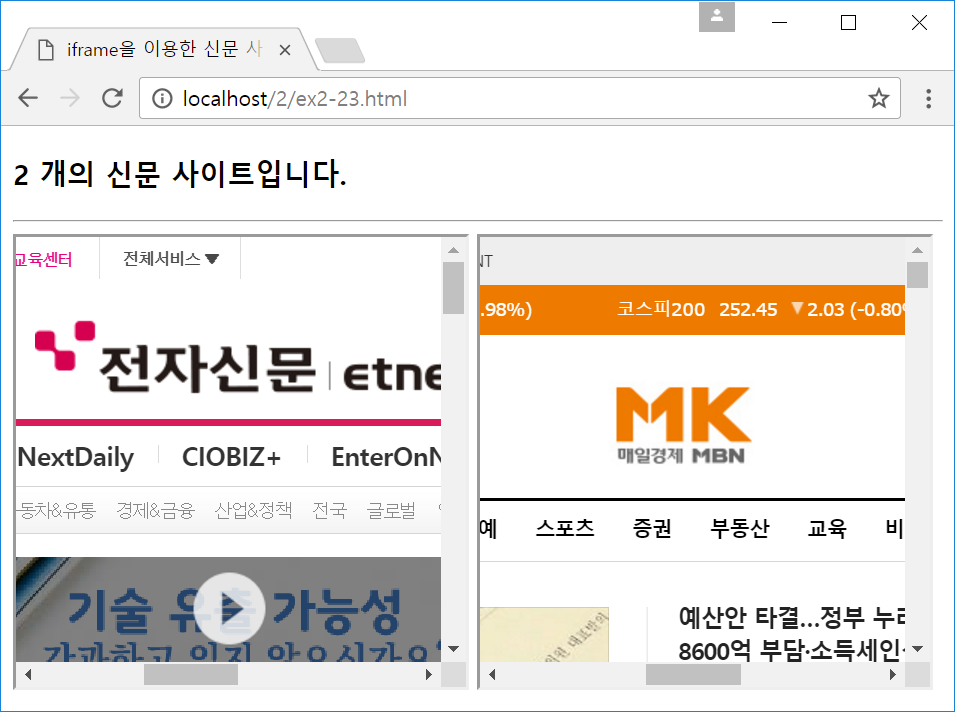 iframe을 이용한 신문 사
localhost/2/ex2-23.html
2 개의 신문 사이트입니다.
교육센터 전체서비스 ▼
전자신문 | etne
NextDaily CIOBIZ+ EnterOnN
동차&유통 경제&금융 산업&정책 전국 글로벌
기술 유출 가능성
간과하고 있지 않으신가요?
NT
.98%) 코스피200 252.45 ▼2.03 (-0.80%
MK
매일경제 MBN
예 스포츠 증권 부동산 교육 비
예산안 타결...정부 누리
8600억 부담·소득세인